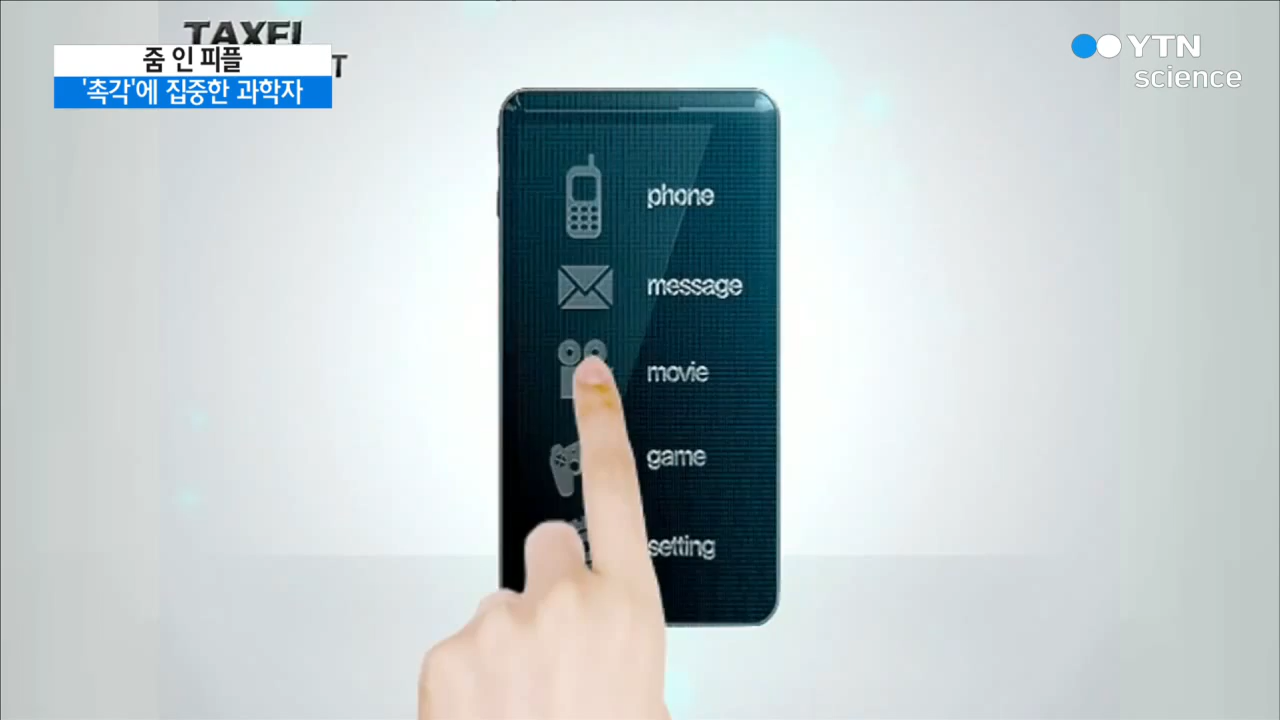 줌 인 피플
'촉각'에 집중한 과학자
YTN
science
phone
message
movie
game
setting